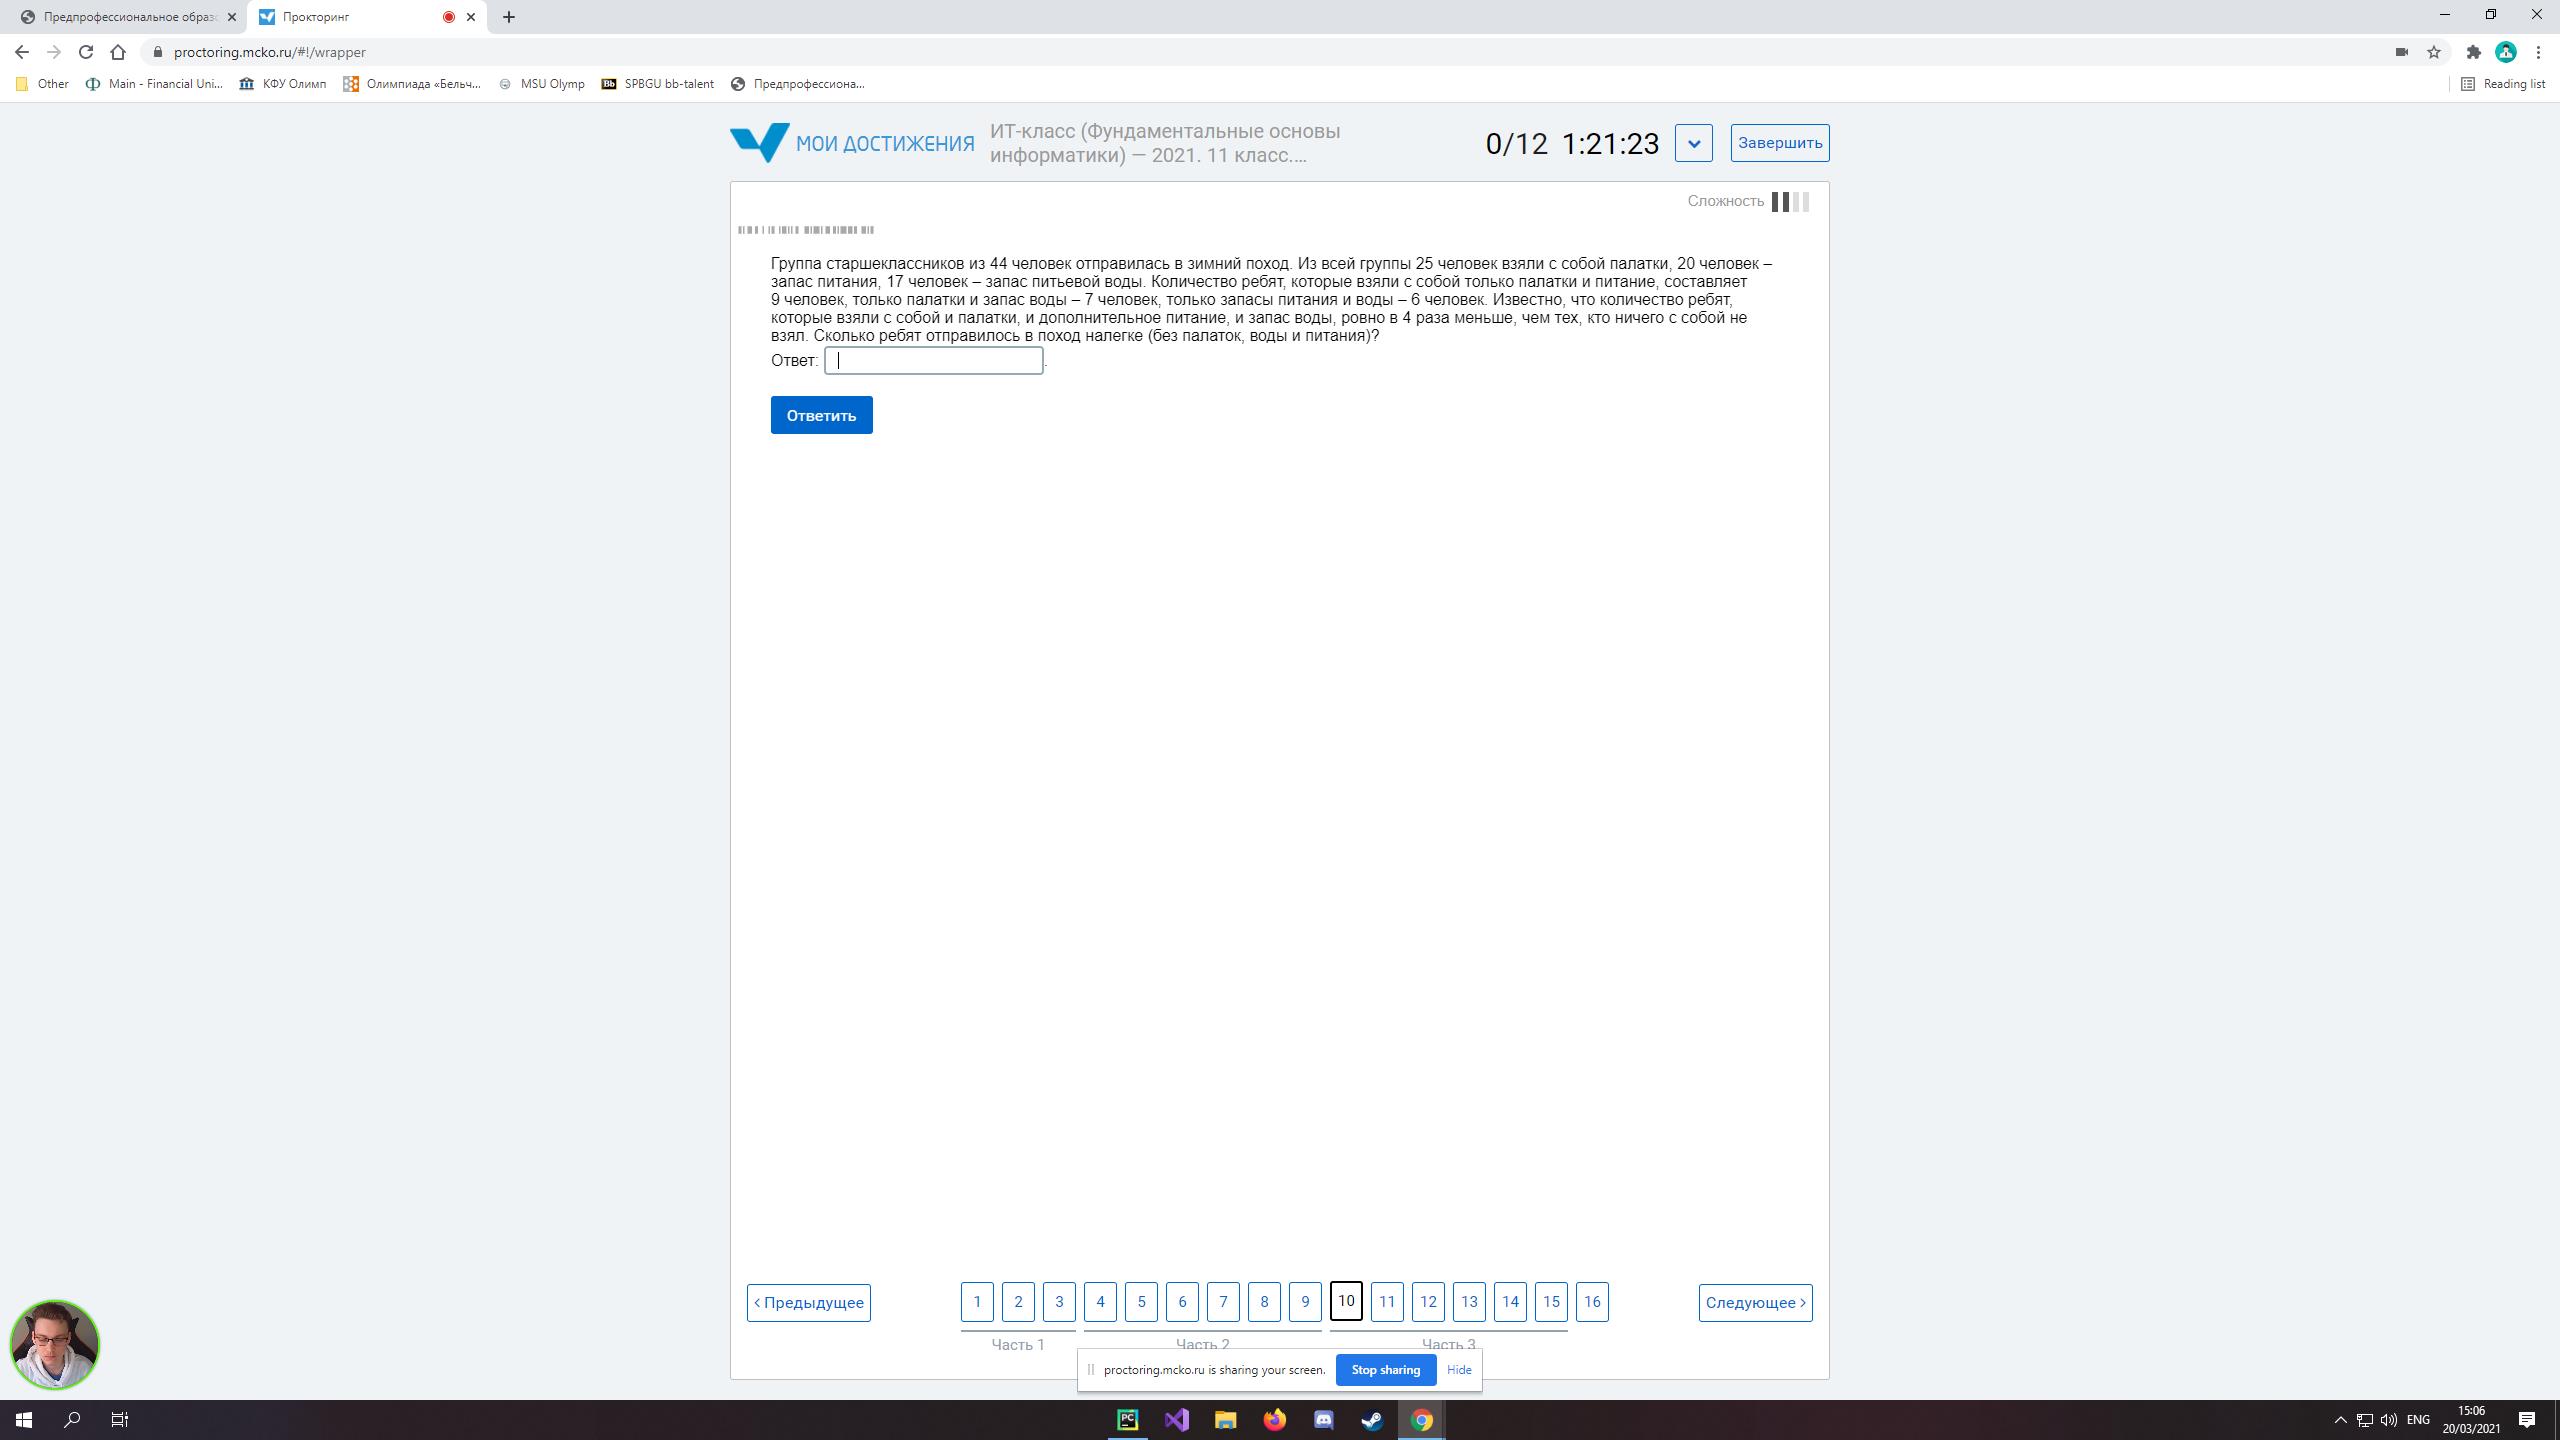 Предпрофессиональное образ
Прокторинг
proctoring.mcko.ru/#!/wrapper
Other
Main - Financial Uni...
КФУ Олимп
Олимпиада «Бельч...
MSU Olymp
SPBGU bb-talent
Предпрофессиона...
Reading list
МОИ ДОСТИЖЕНИЯ
ИТ-класс (Фундаментальные основы
информатики) — 2021. 11 класс....
0/12 1:21:23
Завершить
Сложность
Группа старшеклассников из 44 человек отправилась в зимний поход. Из всей группы 25 человек взяли с собой палатки, 20 человек –
запас питания, 17 человек – запас питьевой воды. Количество ребят, которые взяли с собой только палатки и питание, составляет
9 человек, только палатки и запас воды – 7 человек, только запасы питания и воды – 6 человек. Известно, что количество ребят,
которые взяли с собой и палатки, и дополнительное питание, и запас воды, ровно в 4 раза меньше, чем тех, кто ничего с собой не
взял. Сколько ребят отправилось в поход налегке (без палаток, воды и питания)?
Ответ: .
Ответить
‹ Предыдущее
1 2 3 4 5 6 7 8 9 10 11 12 13 14 15 16
Следующее ›
Часть 1
Часть 2
Часть 3
proctoring.mcko.ru is sharing your screen.
Stop sharing
Hide
PC
ENG
15:06
20/03/2021